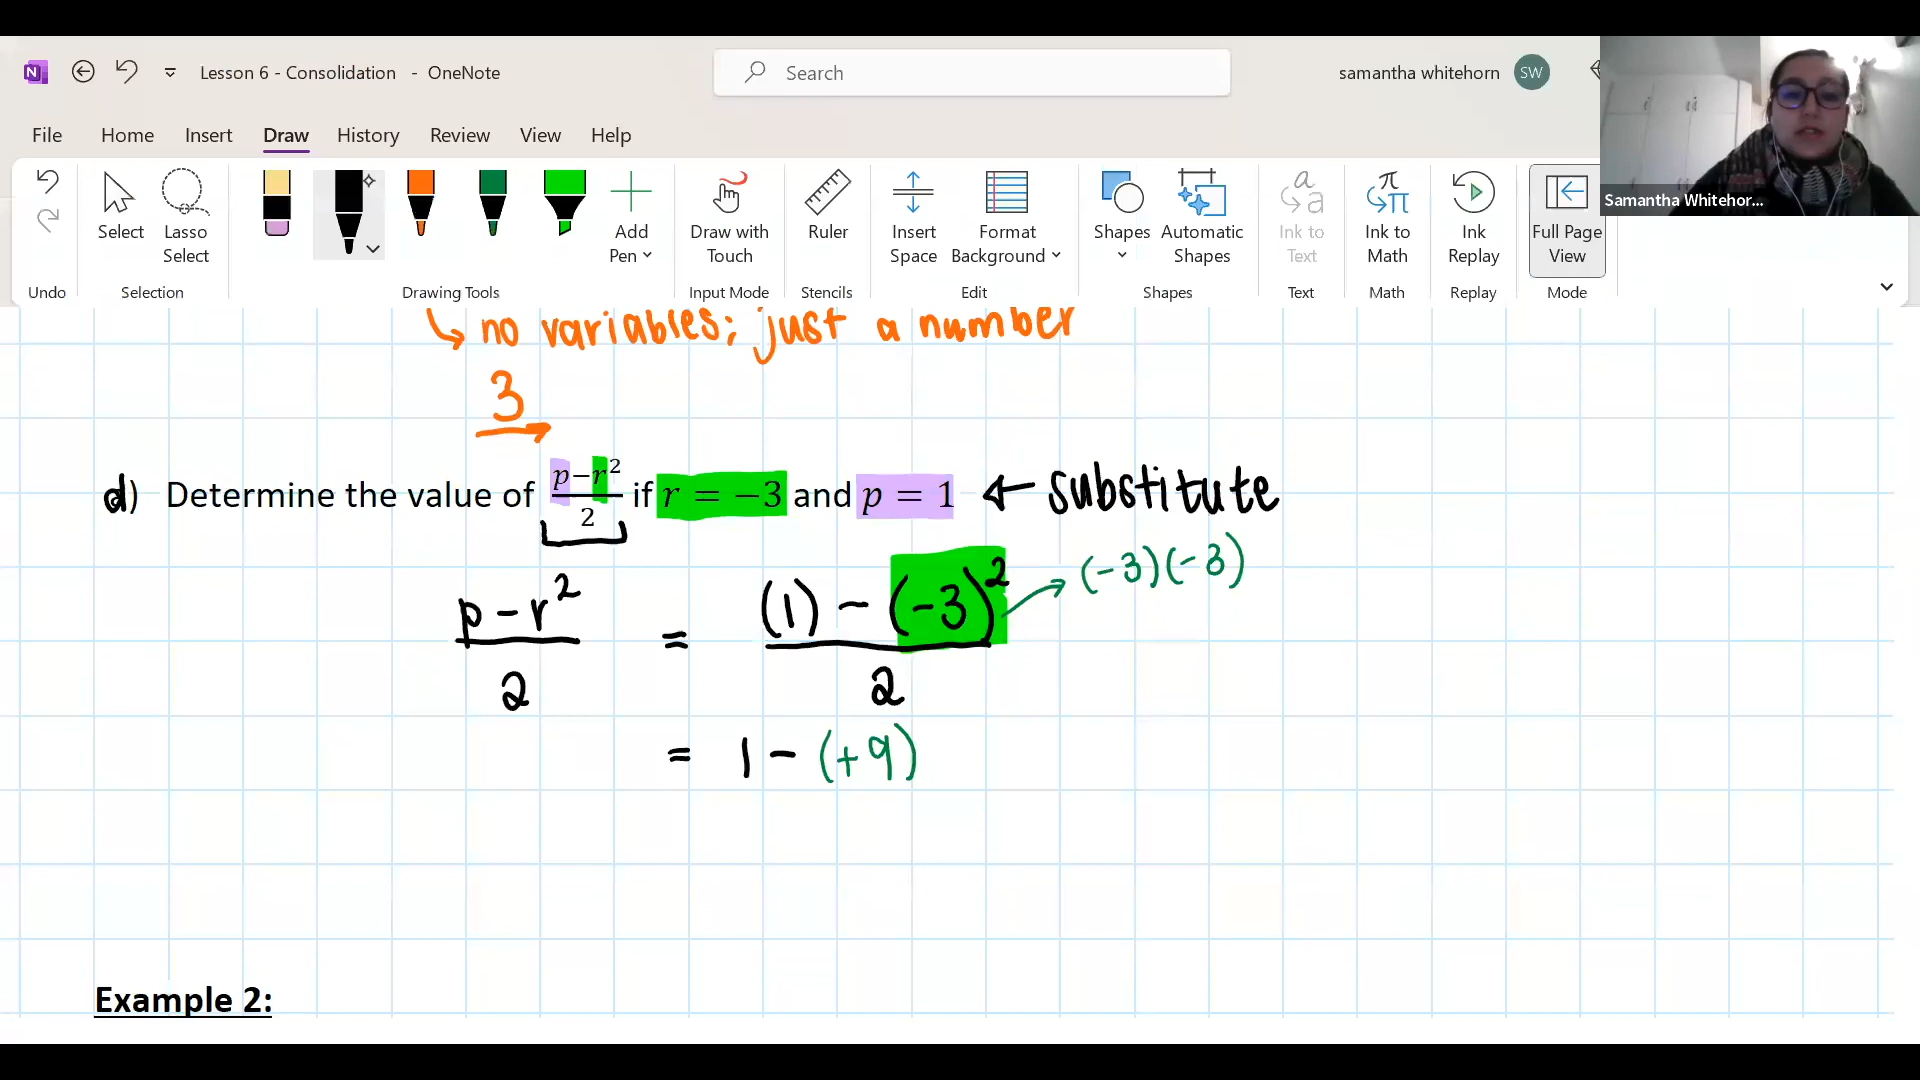 Lesson 6 - Consolidation - OneNote
Search
samantha whitehorn SW
File Home Insert Draw History Review View Help
Select
Lasso Select
Add Pen
Draw with Touch
Ruler
Insert Space
Format Background
Shapes
Automatic Shapes
Ink to Text
Ink to Math
Ink Replay
Full Page View
Undo Selection Drawing Tools Input Mode Stencils Edit Shapes Text Math Replay Mode
Samantha Whitehor...
↳ no variables; just a number
3
d) Determine the value of (p−r²)/2 if r = −3 and p = 1 ← substitute
(p − r²)/2 = ((1) − (−3)²)/2 → (−3)(−3)
= 1 − (+9)
Example 2: